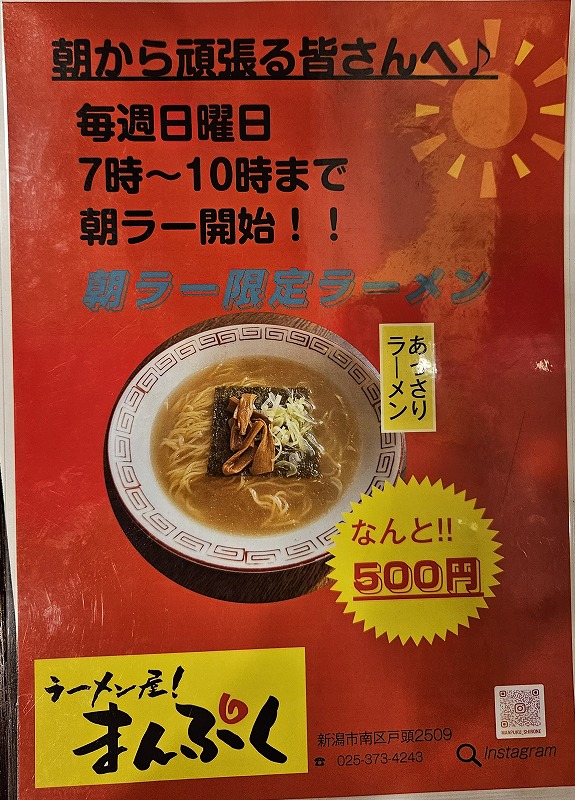 朝から頑張る皆さんへ♪
毎週日曜日
7時～10時まで
朝ラー開始！！
朝ラー限定ラーメン
あっさり
ラーメン
なんと!!
500円
ラーメン屋!
まんぷく
新潟市南区戸頭2509
☎ 025-373-4243
MANPUKU_SHIRONE
Instagram